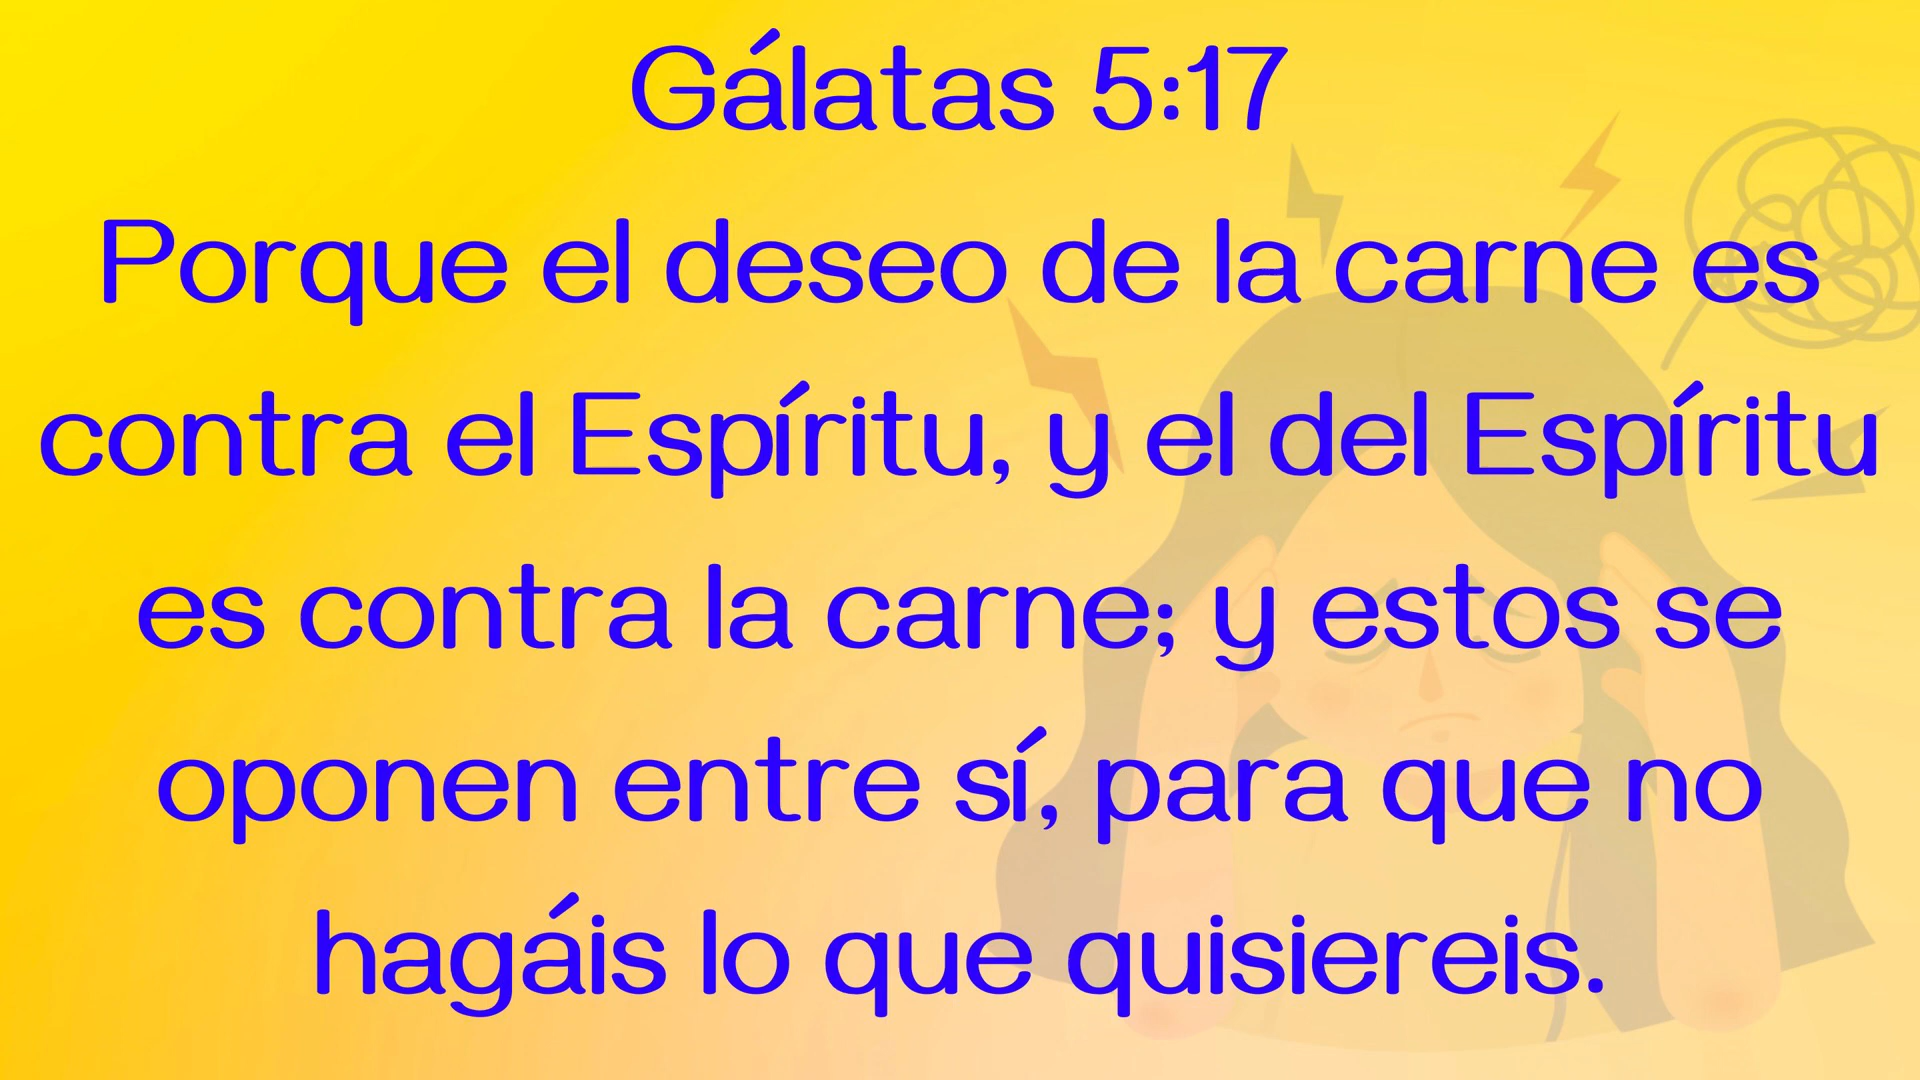 Gálatas 5:17
Porque el deseo de la carne es
contra el Espíritu, y el del Espíritu
es contra la carne; y estos se
oponen entre sí, para que no
hagáis lo que quisiereis.